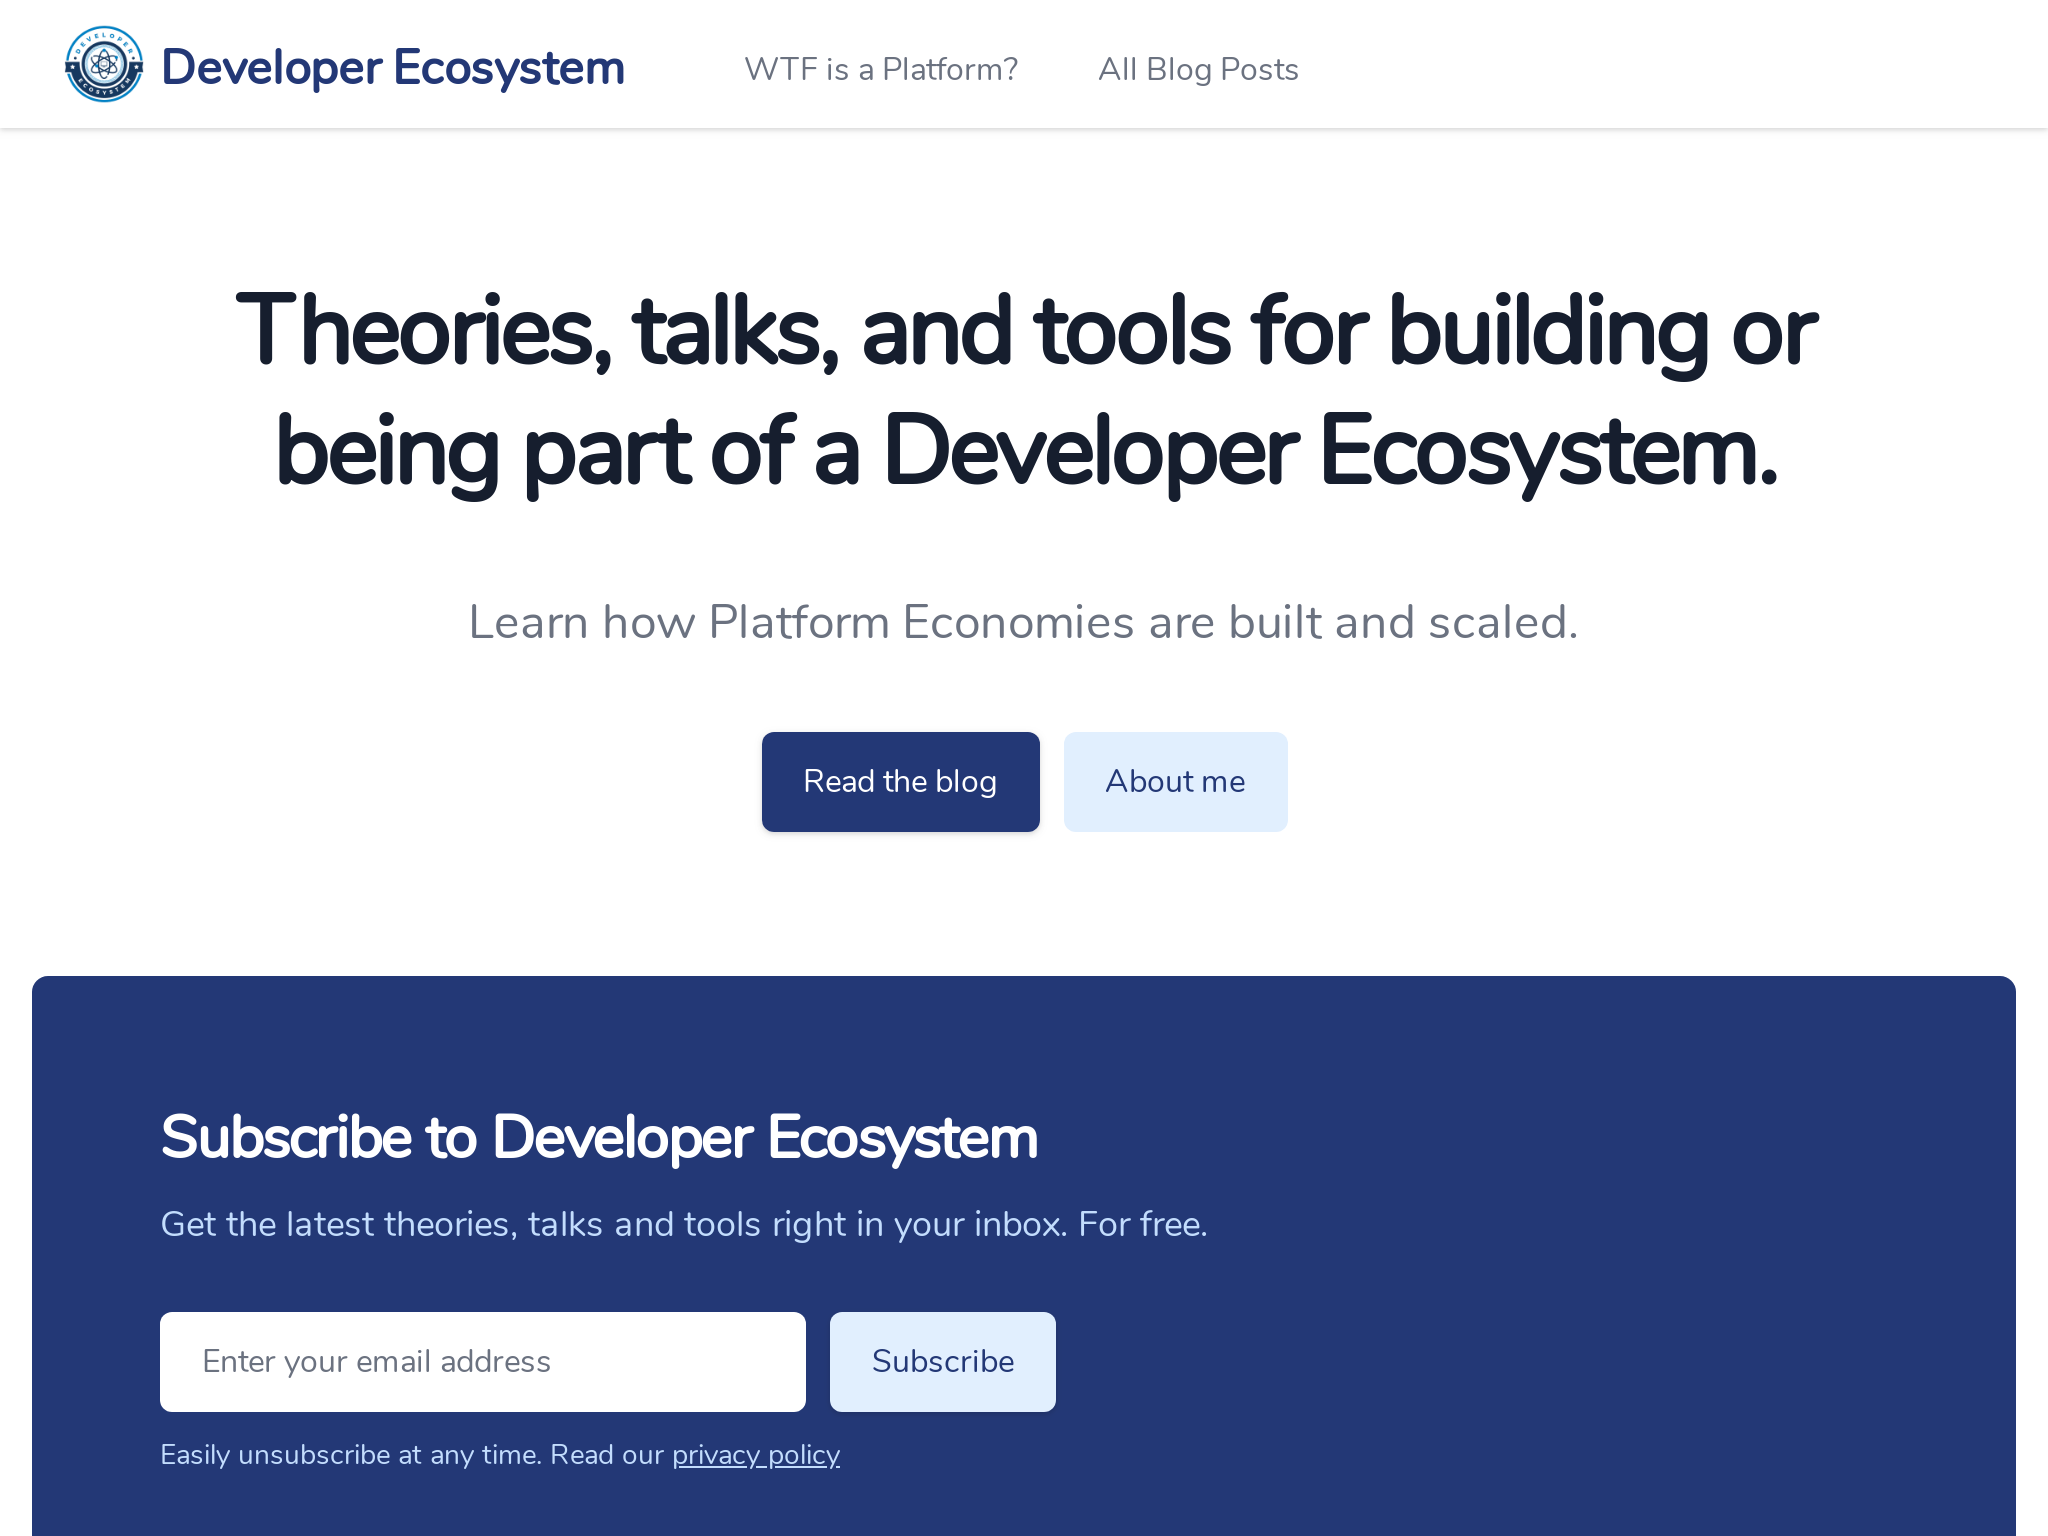 DEVELOPER
ECOSYSTEM
Developer Ecosystem
WTF is a Platform?
All Blog Posts
Theories, talks, and tools for building or
being part of a Developer Ecosystem.
Learn how Platform Economies are built and scaled.
Read the blog
About me
Subscribe to Developer Ecosystem
Get the latest theories, talks and tools right in your inbox. For free.
Enter your email address
Subscribe
Easily unsubscribe at any time. Read our privacy policy